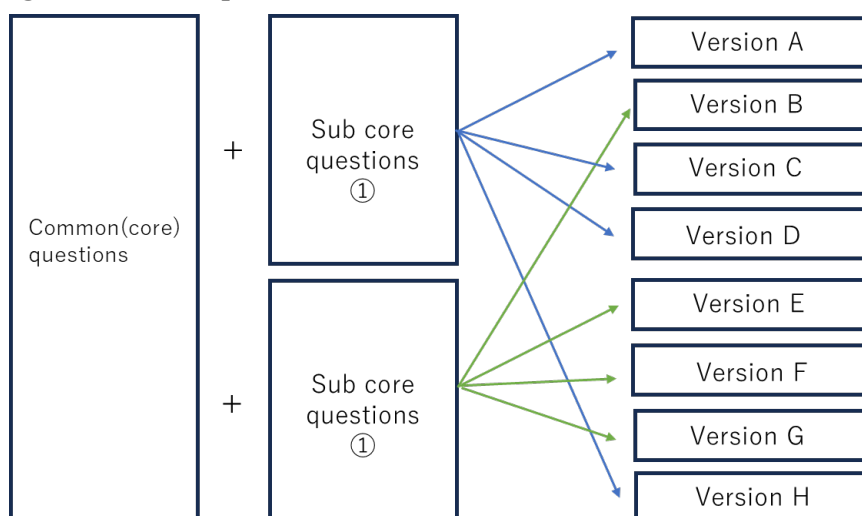 Common(core)
questions
+
Sub core
questions
①
+
Sub core
questions
①
Version A
Version B
Version C
Version D
Version E
Version F
Version G
Version H